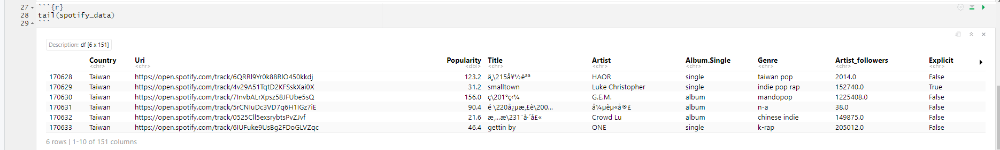 27 ```{r}
28 tail(spotify_data)
29 ```
Description: df [6 x 151]
Country Uri Popularity Title Artist Album.Single Genre Artist_followers Explicit
<chr> <chr> <dbl> <chr> <chr> <chr> <chr> <chr> <chr>
170628 Taiwan https://open.spotify.com/track/6QRRl9Yr0k88RlO450kkdj 123.2 ä¸\215å¥½èªª HAOR single taiwan pop 2014.0 False
170629 Taiwan https://open.spotify.com/track/4v29A51TqtD2KFSskXai0X 31.2 smalltown Luke Christopher single indie pop rap 152740.0 True
170630 Taiwan https://open.spotify.com/track/7InvbALrXpsz58JFUbe5sQ 156.0 ç\201°ç‹¼ G.E.M. album mandopop 1225408.0 False
170631 Taiwan https://open.spotify.com/track/5rCNIuDc3VD7q6H1IGz7iE 90.4 é \220å¿µæ‚£è\200... å¼µèµ«å®£ album n-a 38.0 False
170632 Taiwan https://open.spotify.com/track/0525Cll5exsrybtsPvZJvf 21.6 æ¸…æ\231¨å·´å£« Crowd Lu album chinese indie 149875.0 False
170633 Taiwan https://open.spotify.com/track/6IUFuke9UsBg2FDoGLVZqc 46.4 gettin by ONE single k-rap 205012.0 False
6 rows | 1-10 of 151 columns